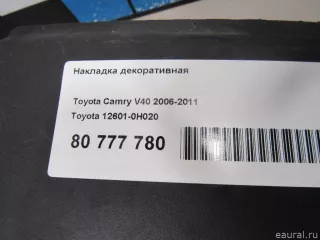 Накладка декоративная
Toyota Camry V40 2006-2011
Toyota 12601-0H020
80 777 780
eaural.ru